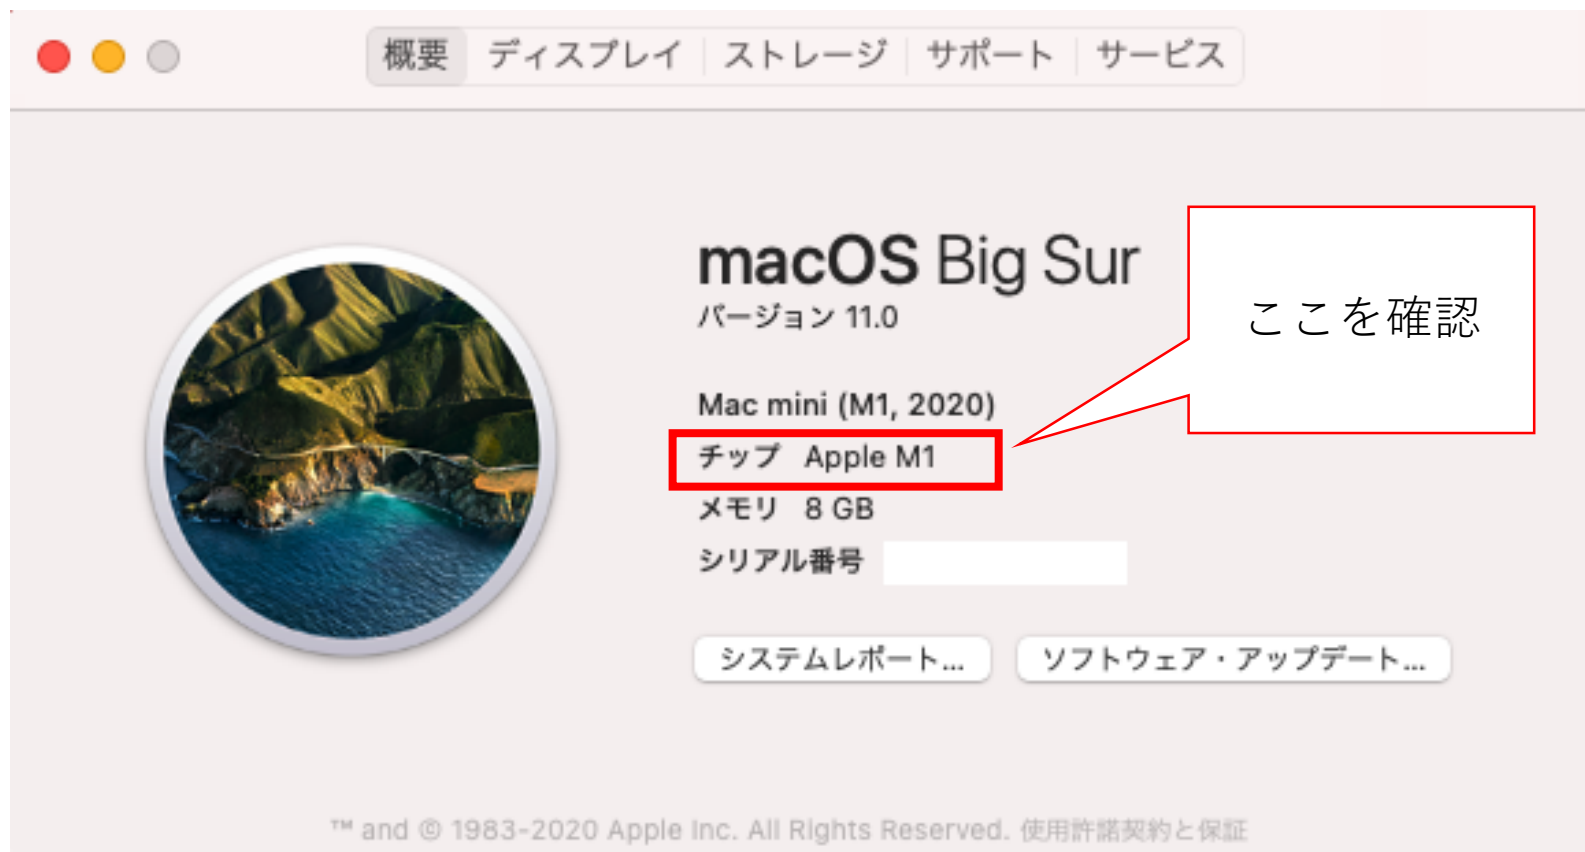 概要 ディスプレイ ストレージ サポート サービス
macOS Big Sur
バージョン 11.0
ここを確認
Mac mini (M1, 2020)
チップ Apple M1
メモリ 8 GB
シリアル番号
システムレポート... ソフトウェア・アップデート...
™ and © 1983-2020 Apple Inc. All Rights Reserved. 使用許諾契約と保証